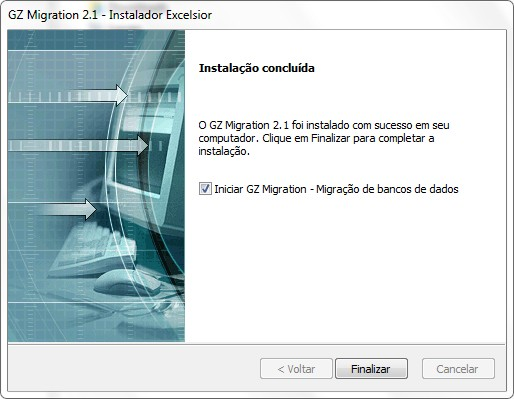 GZ Migration 2.1 - Instalador Excelsior
Instalação concluída
O GZ Migration 2.1 foi instalado com sucesso em seu
computador. Clique em Finalizar para completar a
instalação.
Iniciar GZ Migration - Migração de bancos de dados
< Voltar
Finalizar
Cancelar